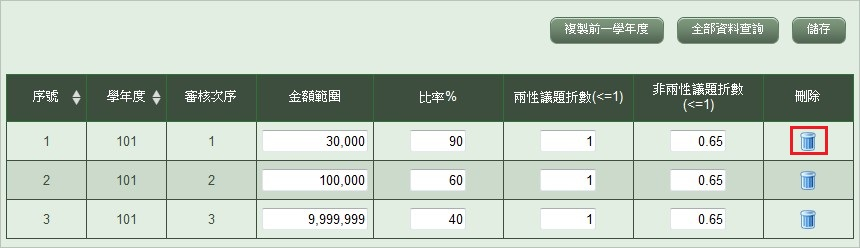 複製前一學年度 全部資料查詢 儲存
序號 學年度 審核次序 金額範圍 比率% 兩性議題折數(<=1) 非兩性議題折數 (<=1) 刪除
1 101 1 30,000 90 1 0.65
2 101 2 100,000 60 1 0.65
3 101 3 9,999,999 40 1 0.65